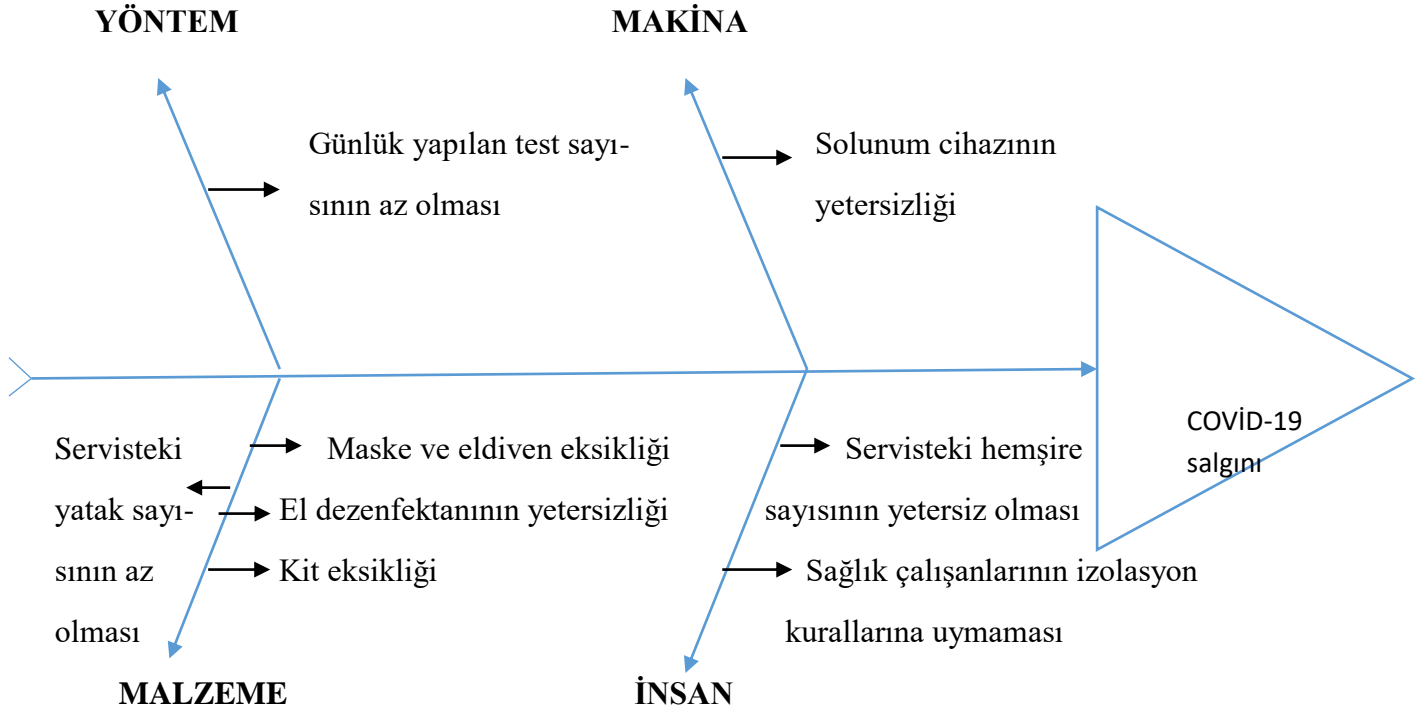 YÖNTEM
MAKİNA
Günlük yapılan test sayı-
sının az olması
Solunum cihazının
yetersizliği
COVİD-19
salgını
Servisteki
yatak sayı-
sının az
olması
Maske ve eldiven eksikliği
El dezenfektanının yetersizliği
Kit eksikliği
Servisteki hemşire
sayısının yetersiz olması
Sağlık çalışanlarının izolasyon
kurallarına uymaması
MALZEME
İNSAN